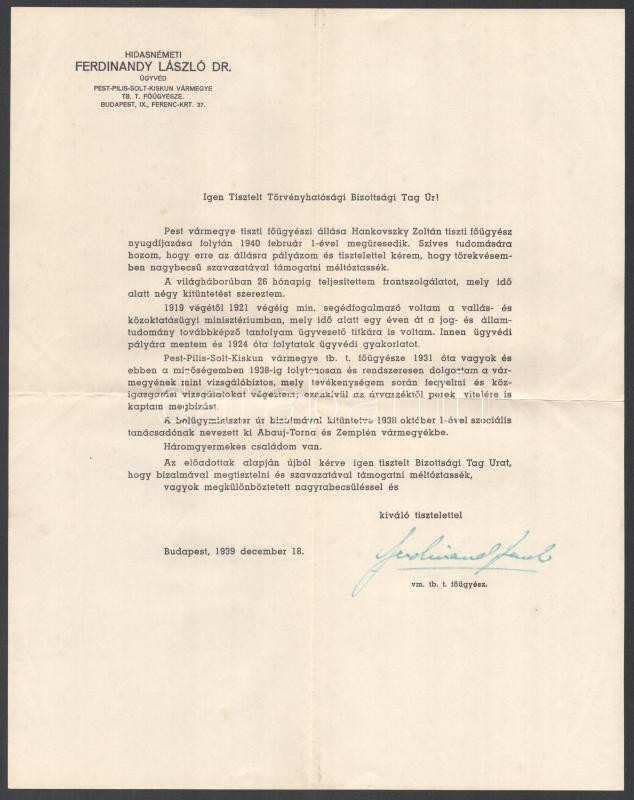 HIDASNÉMETI
FERDINANDY LÁSZLÓ DR.
ÜGYVÉD
PEST-PILIS-SOLT-KISKUN VÁRMEGYE
TB. T. FŐÜGYÉSZE.
BUDAPEST, IX., FERENC-KRT. 37.
Igen Tisztelt Törvényhatósági Bizottsági Tag Úr!
Pest vármegye tiszti főügyészi állása Hankovszky Zoltán tiszti főügyész
nyugdíjazása folytán 1940 február 1-ével megüresedik. Szives tudomására
hozom, hogy erre az állásra pályázom és tisztelettel kérem, hogy törekvésem-
ben nagybecsű szavazatával támogatni méltóztassék.
A világháborúban 26 hónapig teljesítettem frontszolgálatot, mely idő
alatt négy kitüntetést szereztem.
1919 végétől 1921 végéig min. segédfogalmazó voltam a vallás- és
közoktatásügyi minisztériumban, mely idő alatt egy éven át a jog- és állam-
tudomány továbbképző tanfolyam ügyvezető titkára is voltam. Innen ügyvédi
pályára mentem és 1924 óta folytatok ügyvédi gyakorlatot.
Pest-Pilis-Solt-Kiskun vármegye tb. t. főügyésze 1931 óta vagyok és
ebben a minőségemben 1938-ig folytonosan és rendszeresen dolgoztam a vár-
megyének mint vizsgálóbiztos, mely tevékenységem során fegyelmi és köz-
igazgatási vizsgálatokat végeztem; ezenkívül az árvaszéktől perek vitelére is
kaptam megbízást.
A belügyminiszter úr bizalmával kitüntetve 1938 október 1-ével szociális
tanácsadónak nevezett ki Abauj-Torna és Zemplén vármegyékbe.
Háromgyermekes családom van.
Az előadottak alapján újból kérve igen tisztelt Bizottsági Tag Urat,
hogy bizalmával megtisztelni és szavazatával támogatni méltóztassék,
vagyok megkülönböztetett nagyrabecsüléssel és
kiváló tisztelettel
Budapest, 1939 december 18.
vm. tb. t. főügyész.